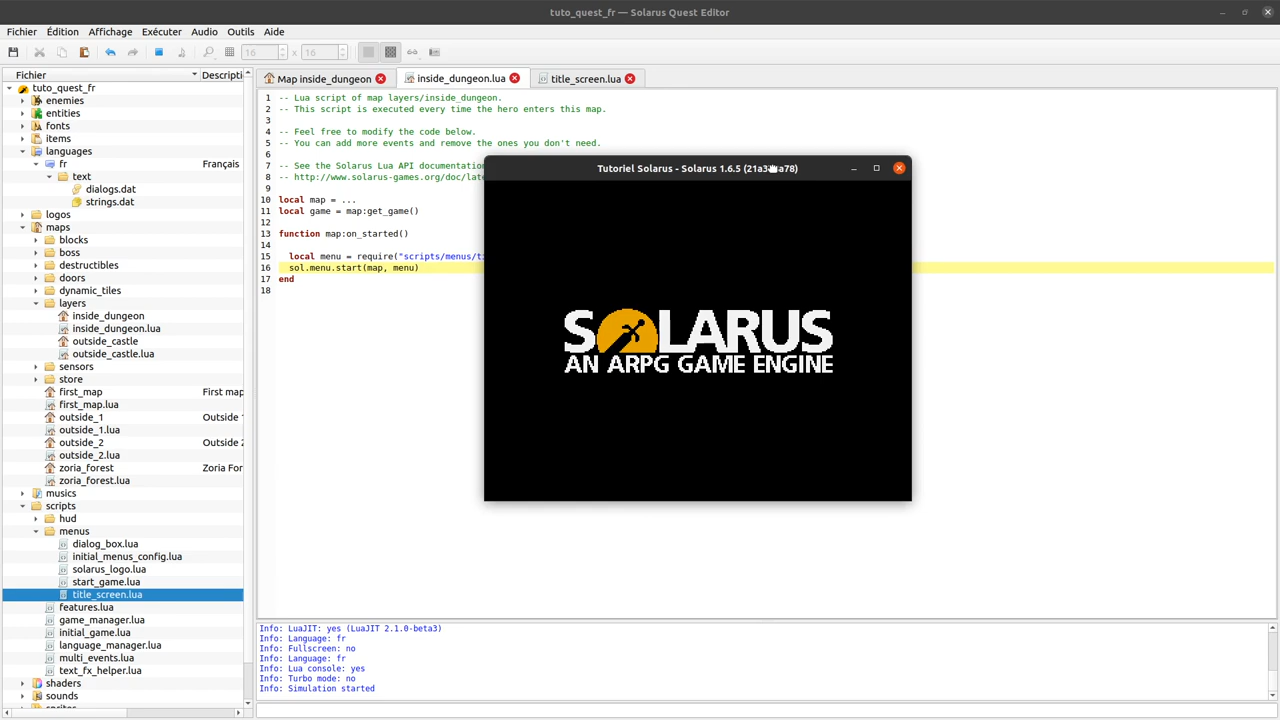 tuto_quest_fr — Solarus Quest Editor
Fichier Édition Affichage Exécuter Audio Outils Aide
16 x 16
Fichier Descripti
tuto_quest_fr
enemies
entities
fonts
items
languages
fr Français
text
dialogs.dat
strings.dat
logos
maps
blocks
boss
destructibles
doors
dynamic_tiles
layers
inside_dungeon
inside_dungeon.lua
outside_castle
outside_castle.lua
sensors
store
first_map First map
first_map.lua
outside_1 Outside
outside_1.lua
outside_2 Outside 2
outside_2.lua
zoria_forest Zoria For
zoria_forest.lua
musics
scripts
hud
menus
dialog_box.lua
initial_menus_config.lua
solarus_logo.lua
start_game.lua
title_screen.lua
features.lua
game_manager.lua
initial_game.lua
language_manager.lua
multi_events.lua
text_fx_helper.lua
shaders
sounds
Map inside_dungeon inside_dungeon.lua title_screen.lua
1 -- Lua script of map layers/inside_dungeon.
2 -- This script is executed every time the hero enters this map.
3
4 -- Feel free to modify the code below.
5 -- You can add more events and remove the ones you don't need.
6
7 -- See the Solarus Lua API documentation
8 -- http://www.solarus-games.org/doc/late
9
10 local map = ...
11 local game = map:get_game()
12
13 function map:on_started()
14
15 local menu = require("scripts/menus/ti
16 sol.menu.start(map, menu)
17 end
18
Tutoriel Solarus - Solarus 1.6.5 (21a3 a78)
SOLARUS
AN ARPG GAME ENGINE
Info: LuaJIT: yes (LuaJIT 2.1.0-beta3)
Info: Language: fr
Info: Fullscreen: no
Info: Language: fr
Info: Lua console: yes
Info: Turbo mode: no
Info: Simulation started